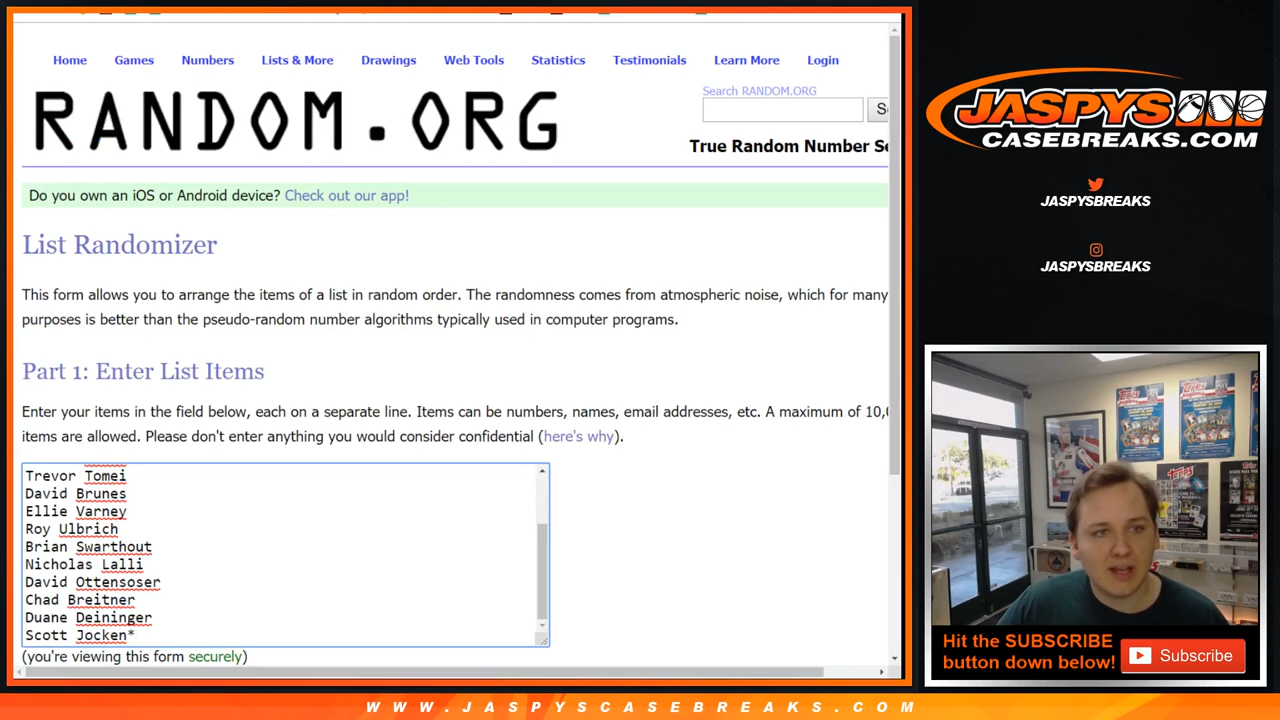 Home Games Numbers Lists & More Drawings Web Tools Statistics Testimonials Learn More Login
RANDOM.ORG
Search RANDOM.ORG
True Random Number Se
Do you own an iOS or Android device? Check out our app!
List Randomizer
This form allows you to arrange the items of a list in random order. The randomness comes from atmospheric noise, which for many
purposes is better than the pseudo-random number algorithms typically used in computer programs.
Part 1: Enter List Items
Enter your items in the field below, each on a separate line. Items can be numbers, names, email addresses, etc. A maximum of 10,0
items are allowed. Please don't enter anything you would consider confidential (here's why).
Trevor Tomei
David Brunes
Ellie Varney
Roy Ulbrich
Brian Swarthout
Nicholas Lalli
David Ottensoser
Chad Breitner
Duane Deininger
Scott Jocken*
(you're viewing this form securely)
JASPYS
CASEBREAKS.COM
JASPYSBREAKS
JASPYSBREAKS
Topps
Topps
Topps
Hit the SUBSCRIBE
button down below!
Subscribe
WWW.JASPYSCASEBREAKS.COM